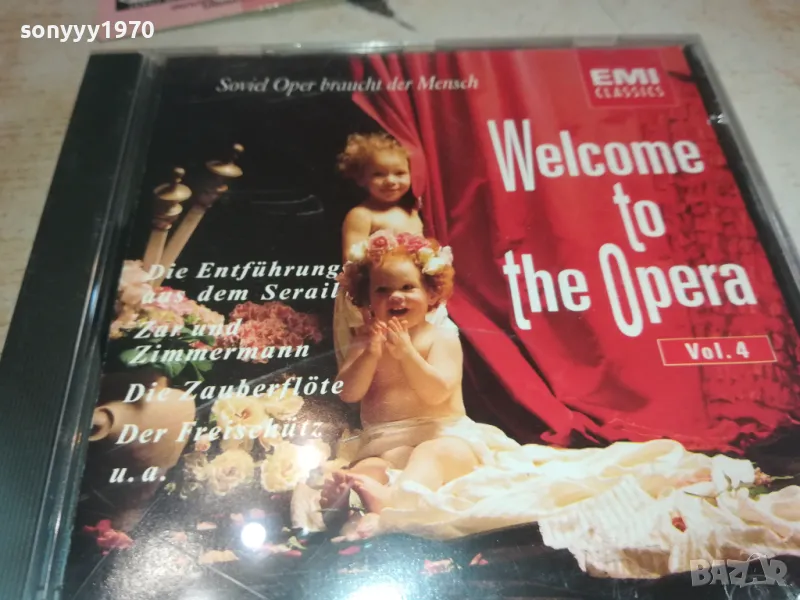 sonyyy1970
Soviel Oper braucht der Mensch
EMI
CLASSICS
Welcome
to
the Opera
Vol. 4
Die Entführung
aus dem Serail
Zar und
Zimmermann
Die Zauberflöte
Der Freischütz
u. a.
BAZAR